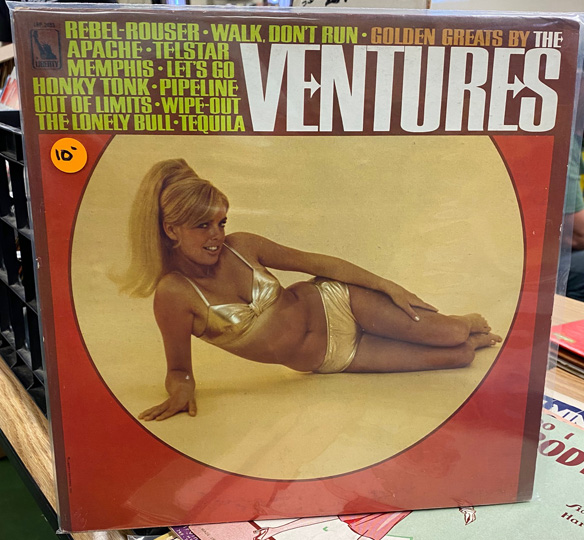 REBEL-ROUSER • WALK, DON'T RUN • GOLDEN GREATS BY THE
APACHE • TELSTAR
MEMPHIS • LET'S GO
HONKY TONK • PIPELINE
OUT OF LIMITS • WIPE-OUT
THE LONELY BULL • TEQUILA
VENTURES
LIBERTY
10-